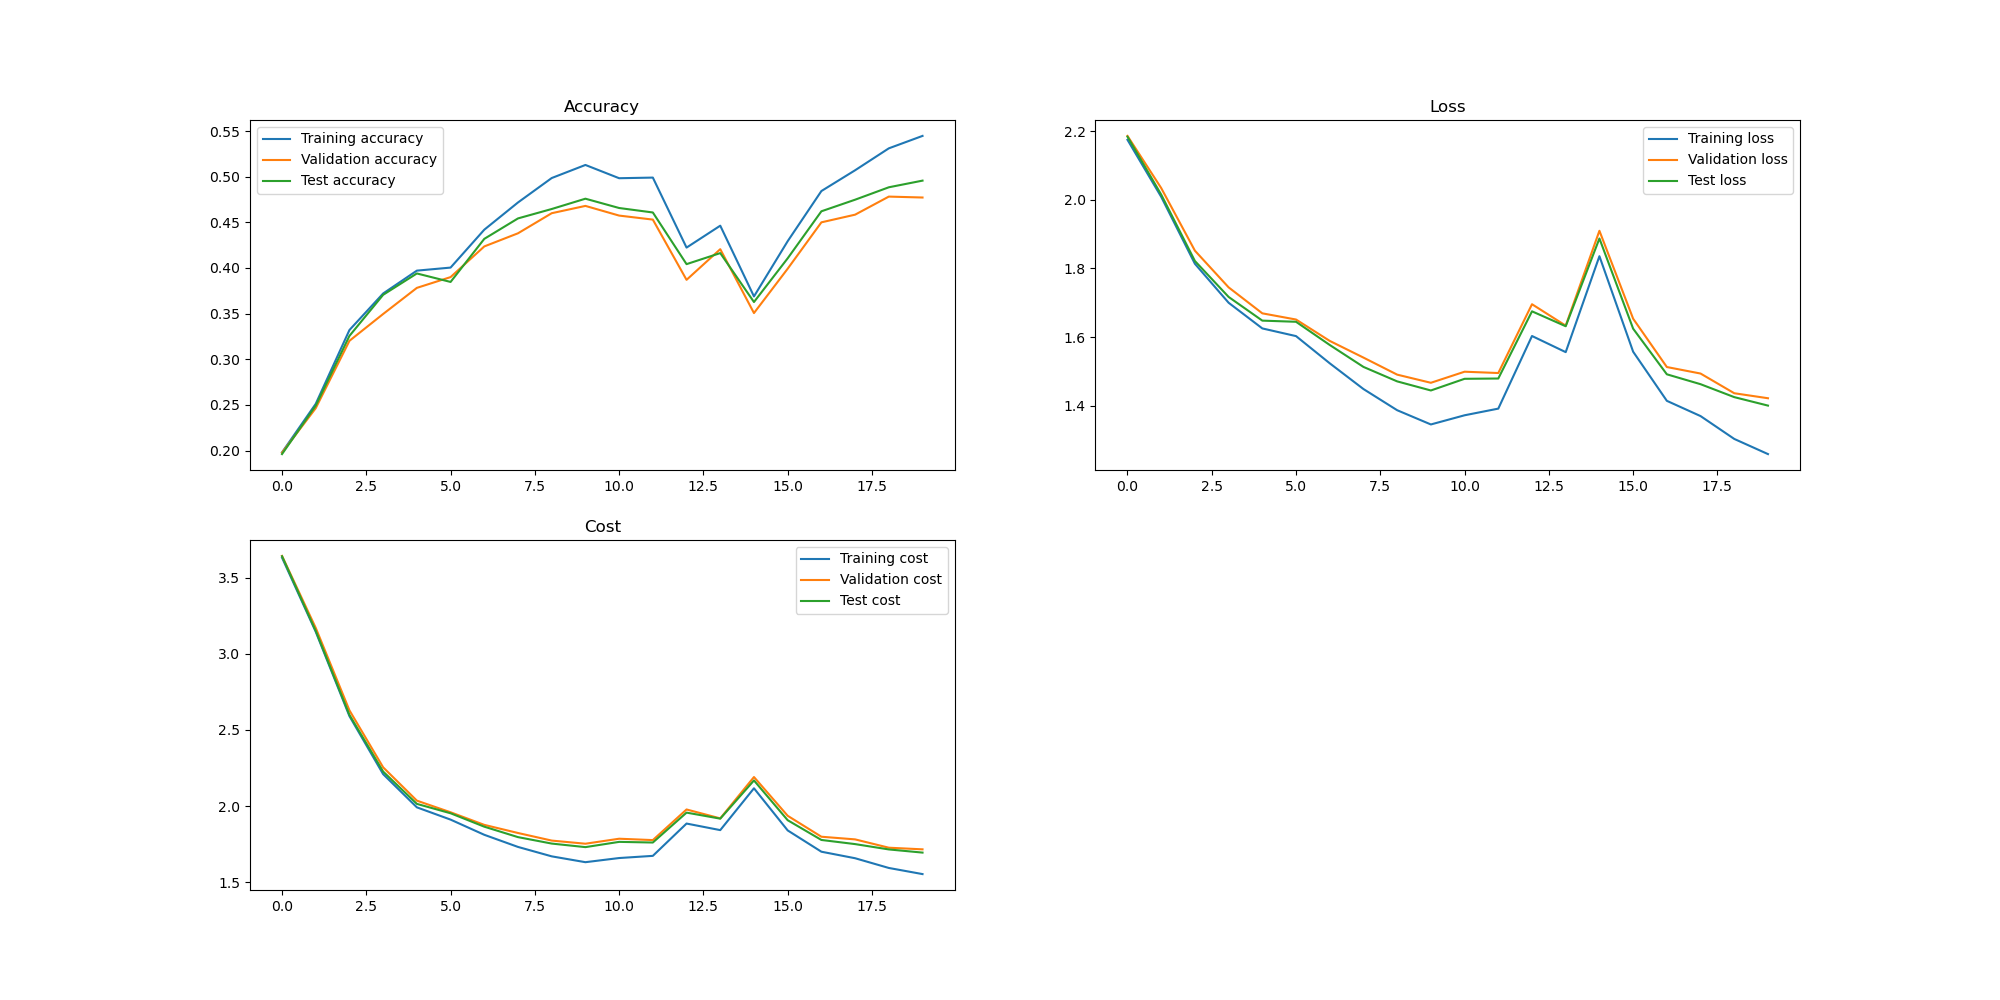 Accuracy
0.55
0.50
0.45
0.40
0.35
0.30
0.25
0.20
Training accuracy
Validation accuracy
Test accuracy
0.0 2.5 5.0 7.5 10.0 12.5 15.0 17.5
Loss
2.2
2.0
1.8
1.6
1.4
Training loss
Validation loss
Test loss
0.0 2.5 5.0 7.5 10.0 12.5 15.0 17.5
Cost
3.5
3.0
2.5
2.0
1.5
Training cost
Validation cost
Test cost
0.0 2.5 5.0 7.5 10.0 12.5 15.0 17.5